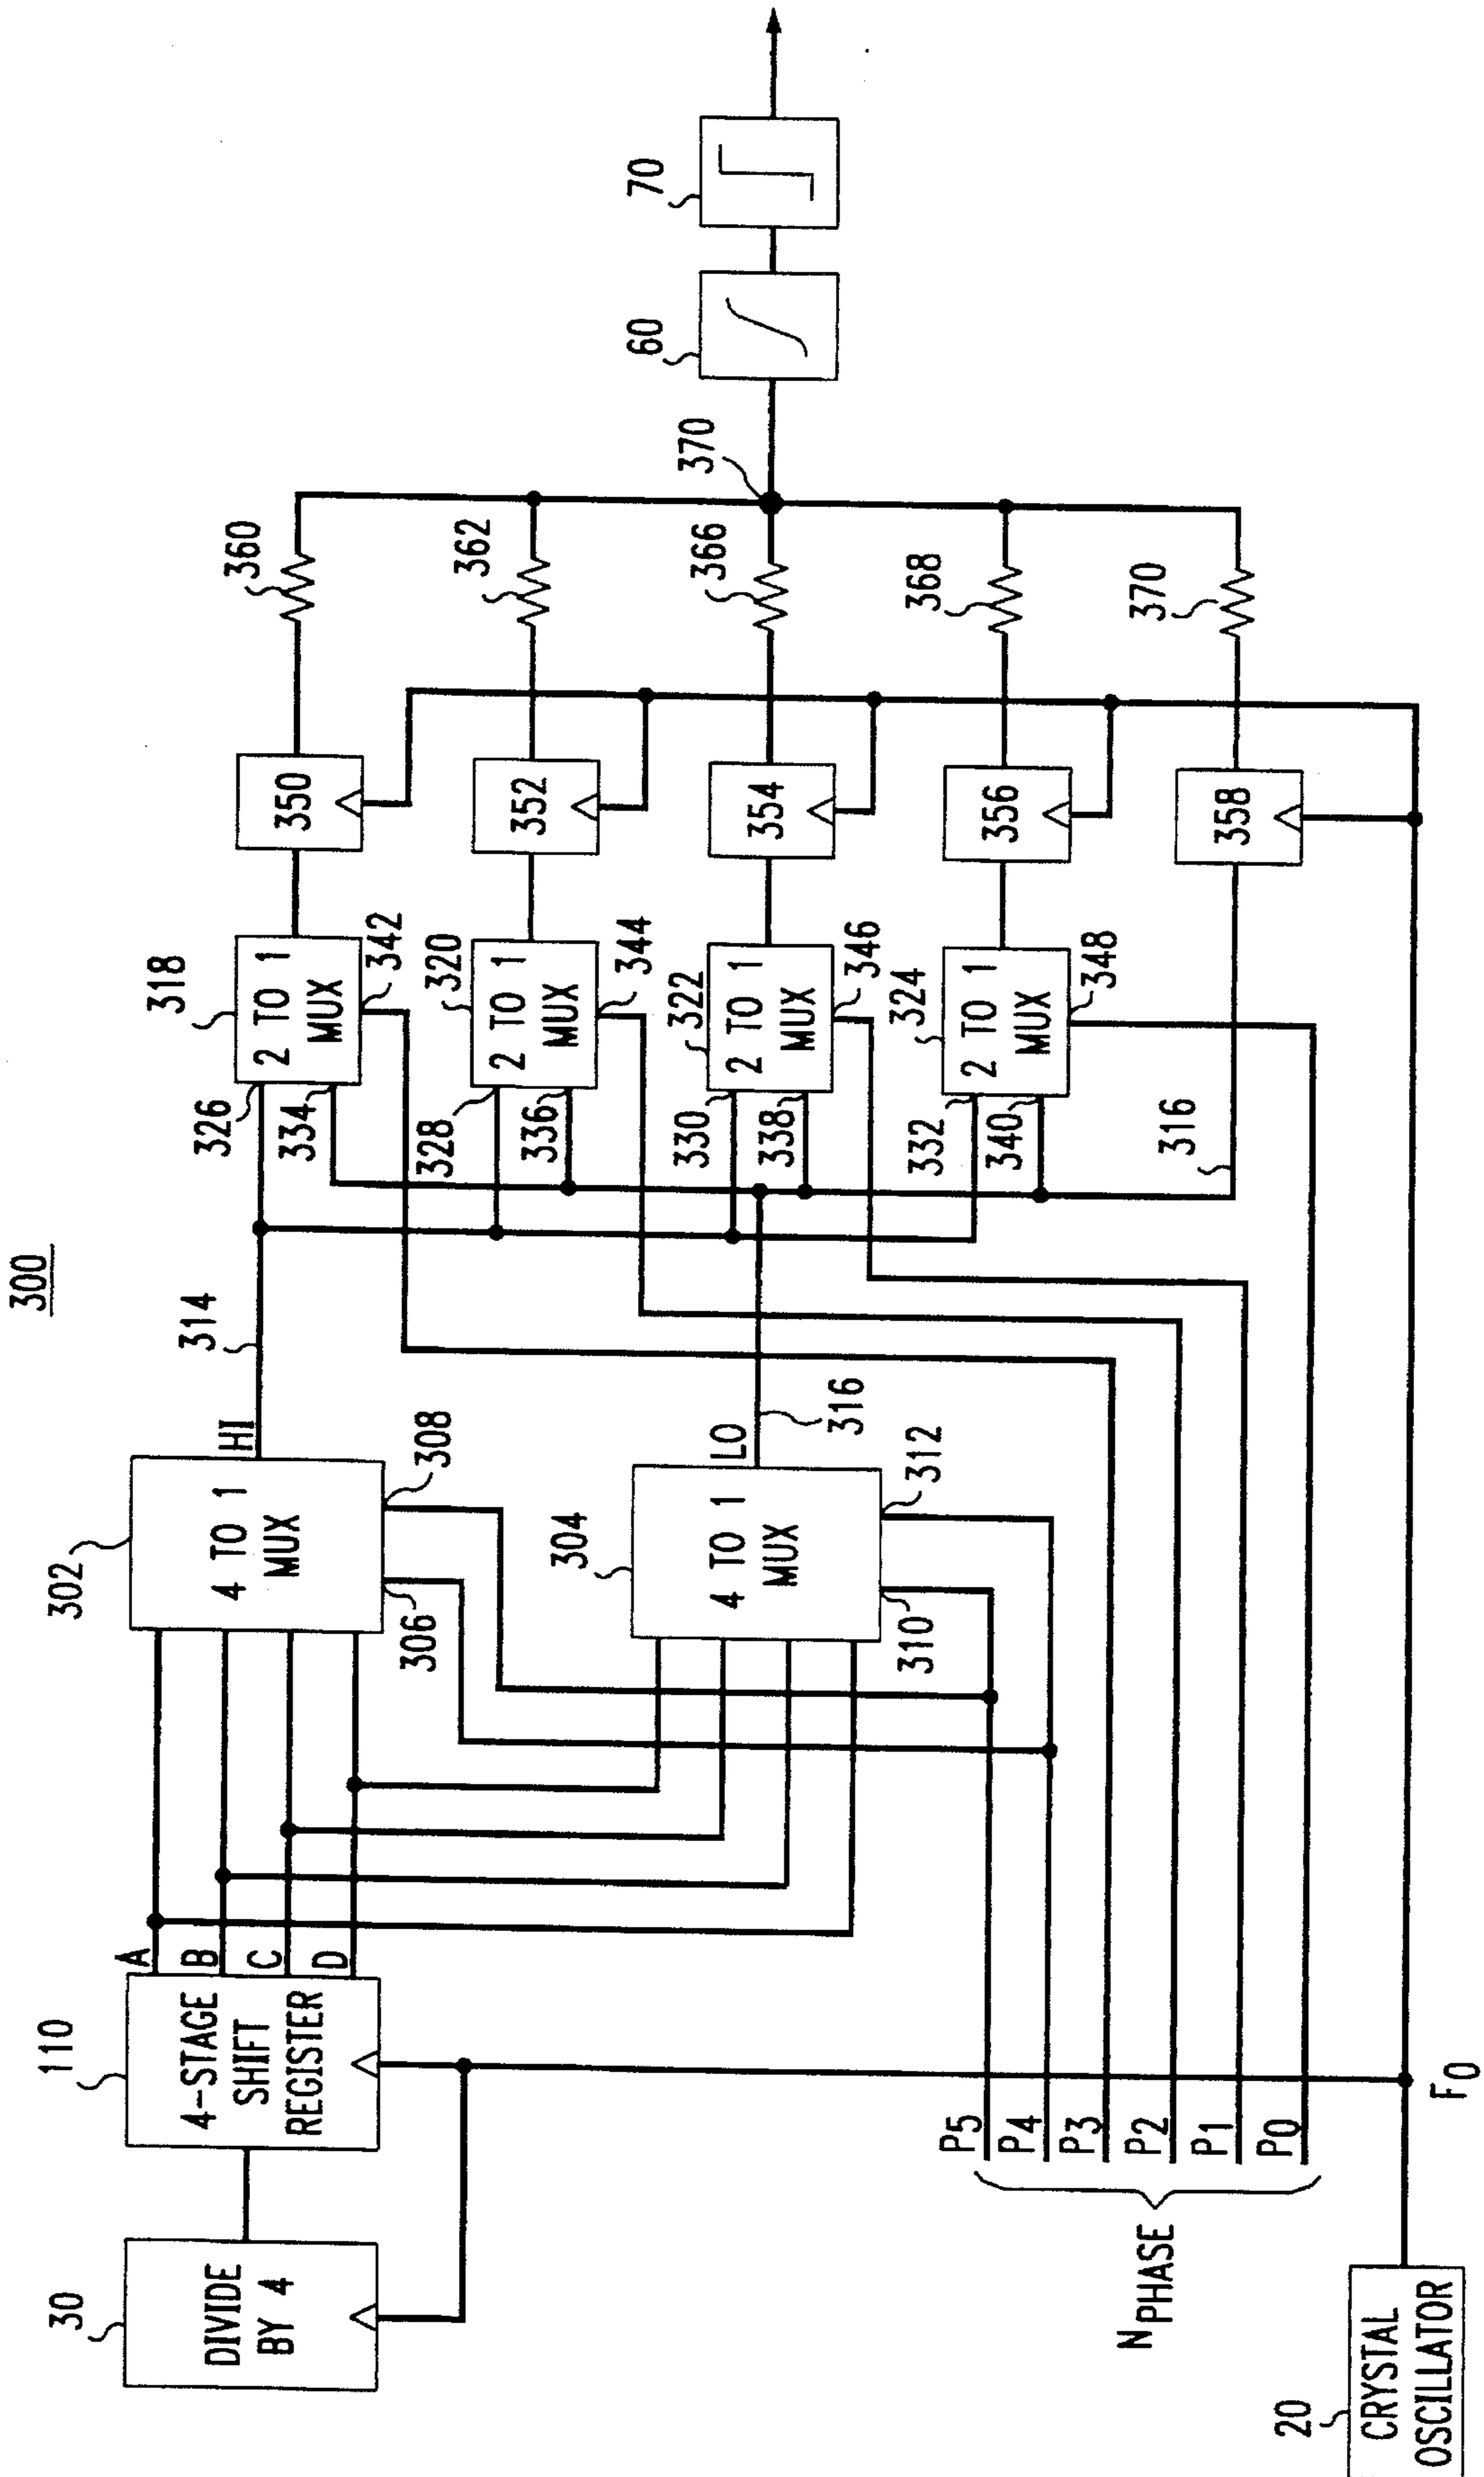 300
30
DIVIDE
BY 4
110
4-STAGE
SHIFT
REGISTER
A
B
C
D
302
4 TO 1
MUX
306
308
HI
314
304
4 TO 1
MUX
310
312
LO
316
318
2 TO 1
MUX
326
334
342
320
2 TO 1
MUX
328
336
344
322
2 TO 1
MUX
330
338
346
324
2 TO 1
MUX
332
340
348
316
350
352
354
356
358
360
362
366
368
370
370
60
70
NPHASE
P5
P4
P3
P2
P1
P0
20
CRYSTAL
OSCILLATOR
F0